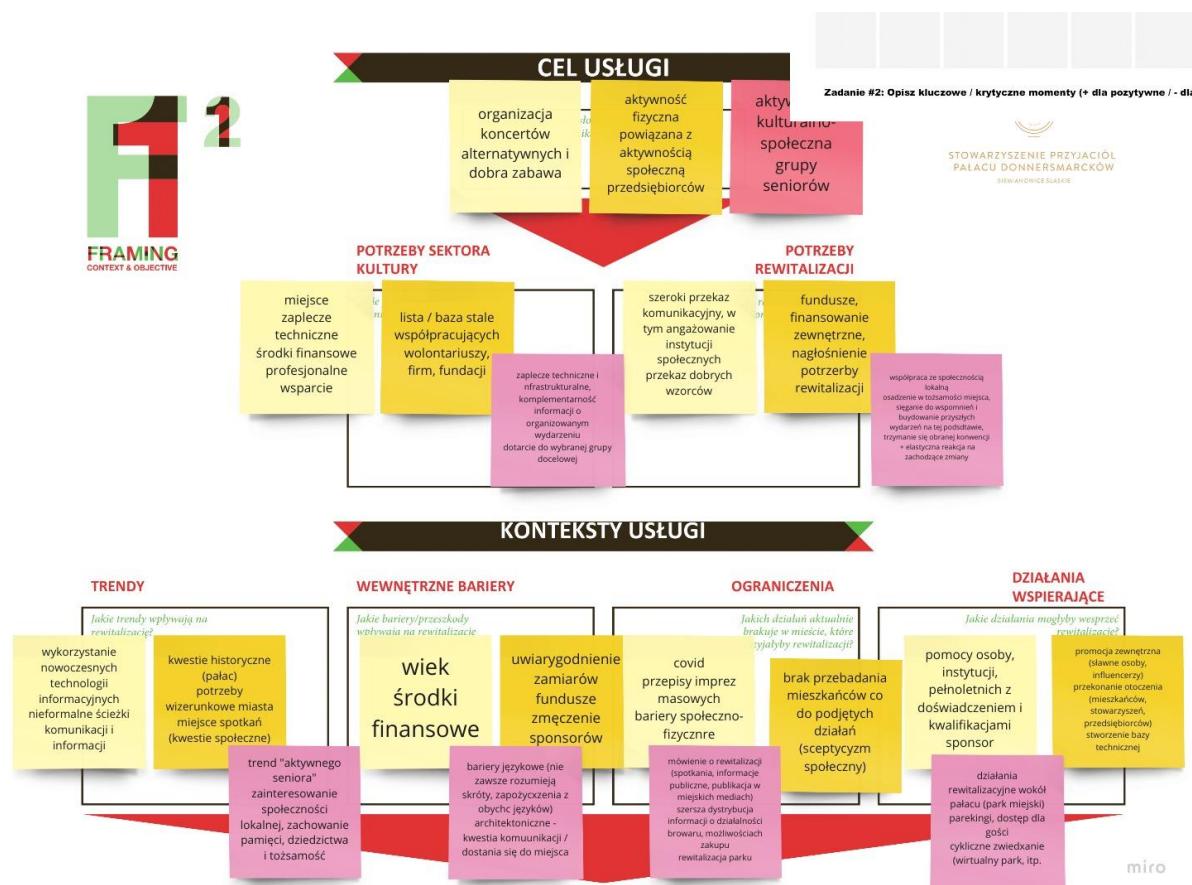 CEL USŁUGI
Zadanie #2: Opisz kluczowe / krytyczne momenty (+ dla pozytywne / - dla
F1 2
FRAMING
CONTEXT & OBJECTIVE
organizacja
koncertów
alternatywnych i
dobra zabawa
aktywność
fizyczna
powiązana z
aktywnością
społeczną
przedsiębiorców
kulturalno-
społeczna
grupy
seniorów
STOWARZYSZENIE PRZYJACIÓŁ
PAŁACU DONNERSMARCKÓW
SIEMIANOWICE ŚLĄSKIE
POTRZEBY SEKTORA
KULTURY
miejsce
zaplecze
techniczne
środki finansowe
profesjonalne
wsparcie
lista / baza stale
współpracujących
wolontariuszy,
firm, fundacji
zaplecze techniczne i
nfrastrukturalne,
komplementarność
informacji o
organizowanym
wydarzeniu
dotarcie do wybranej grupy
docelowej
POTRZEBY
REWITALIZACJI
szeroki przekaz
komunikacyjny, w
tym angażowanie
instytucji
społecznych
przekaz dobrych
wzorców
fundusze,
finansowanie
zewnętrzne,
nagłośnienie
potrzerby
rewitalizacji
współpraca ze społecznością
lokalną
osadzenie w tożsamości miejsca,
sięganie do wspomnień i
buydowanie przyszłych
wydarzeń na tej podsdtawie,
trzymanie się obranej konwencji
+ elastyczna reakcja na
zachodzące zmiany
KONTEKSTY USŁUGI
TRENDY
Jakie trendy wpływają na
rewitalizację?
wykorzystanie
nowoczesnych
technologii
informacyjnych
nieformalne ścieżki
komunikacji i
informacji
kwestie historyczne
(pałac)
potrzeby
wizerunkowe miasta
miejsce spotkań
(kwestie społeczne)
trend "aktywnego
seniora"
zainteresowanie
społeczności
lokalnej, zachowanie
pamięci, dziedzictwa
i tożsamość
WEWNĘTRZNE BARIERY
Jakie bariery/przeszkody
wpływają na rewitalizację
wiek
środki
finansowe
uwiarygodnienie
zamiarów
fundusze
zmęczenie
sponsorów
bariery językowe (nie
zawsze rozumieją
skróty, zapożycxzenia z
obychc języków)
architektoniczne -
kwestia komuunikacji /
dostania się do miejsca
OGRANICZENIA
Jakich działań aktualnie
brakuje w mieście, które
yjałyby rewitalizacji?
covid
przepisy imprez
masowych
bariery społeczno-
fizycznre
brak przebadania
mieszkańców co
do podjętych
działań
(sceptycyzm
społeczny)
mówienie o rewitalizacji
(spotkania, informacje
publiczne, publikacja w
miejskich mediach)
szersza dystrybucja
informacji o działalności
browaru, możliwościach
zakupu
rewitalizacja parku
DZIAŁANIA
WSPIERAJĄCE
Jakie działania mogłyby wesprzeć
rewitalizację?
pomocy osoby,
instytucji,
pełnoletnich z
doświadczeniem i
kwalifikacjami
sponsor
promocja zewnętrzna
(sławne osoby,
influencerzy)
przekonanie otoczenia
(mieszkańców,
stowarzyszeń,
przedsiębiorców)
stworzenie bazy
technicznej
działania
rewitalizacyjne wokół
pałacu (park miejski)
parekingi, dostęp dla
gości
cykliczne zwiedxanie
(wirtualny park, itp.
miro